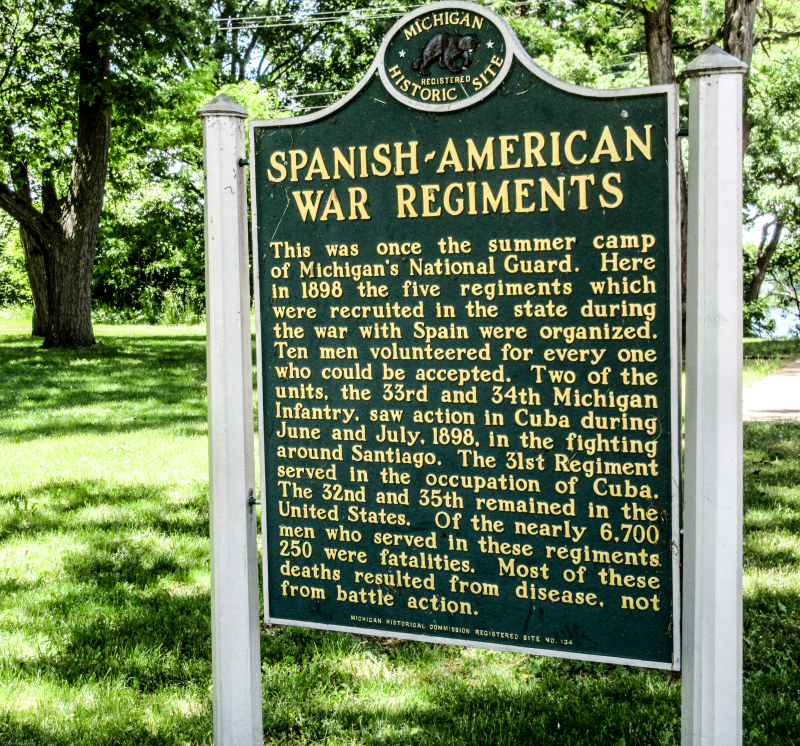 MICHIGAN
REGISTERED
HISTORIC SITE
SPANISH-AMERICAN
WAR REGIMENTS
This was once the summer camp
of Michigan's National Guard. Here
in 1898 the five regiments which
were recruited in the state during
the war with Spain were organized.
Ten men volunteered for every one
who could be accepted. Two of the
units, the 33rd and 34th Michigan
Infantry, saw action in Cuba during
June and July, 1898, in the fighting
around Santiago. The 31st Regiment
served in the occupation of Cuba.
The 32nd and 35th remained in the
United States. Of the nearly 6,700
men who served in these regiments
250 were fatalities. Most of these
deaths resulted from disease, not
from battle action.
MICHIGAN HISTORICAL COMMISSION REGISTERED SITE NO. 134